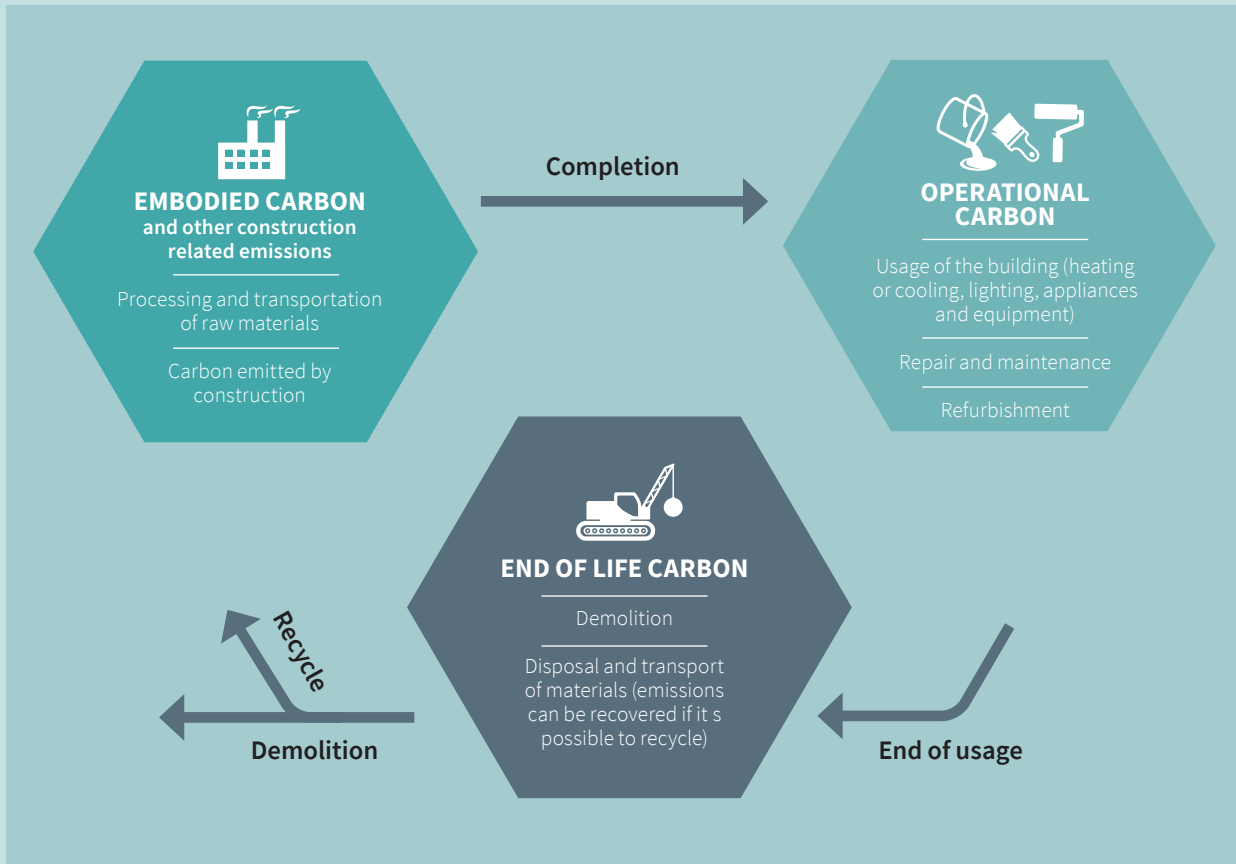 EMBODIED CARBON
and other construction
related emissions
Processing and transportation
of raw materials
Carbon emitted by
construction
Completion
OPERATIONAL
CARBON
Usage of the building (heating
or cooling, lighting, appliances
and equipment)
Repair and maintenance
Refurbishment
END OF LIFE CARBON
Demolition
Disposal and transport
of materials (emissions
can be recovered if it s
possible to recycle)
End of usage
Recycle
Demolition